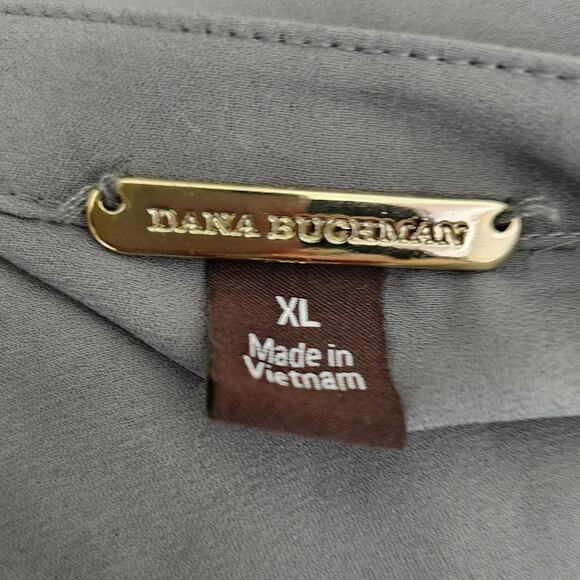 DANA BUCHMAN
XL
Made in
Vietnam